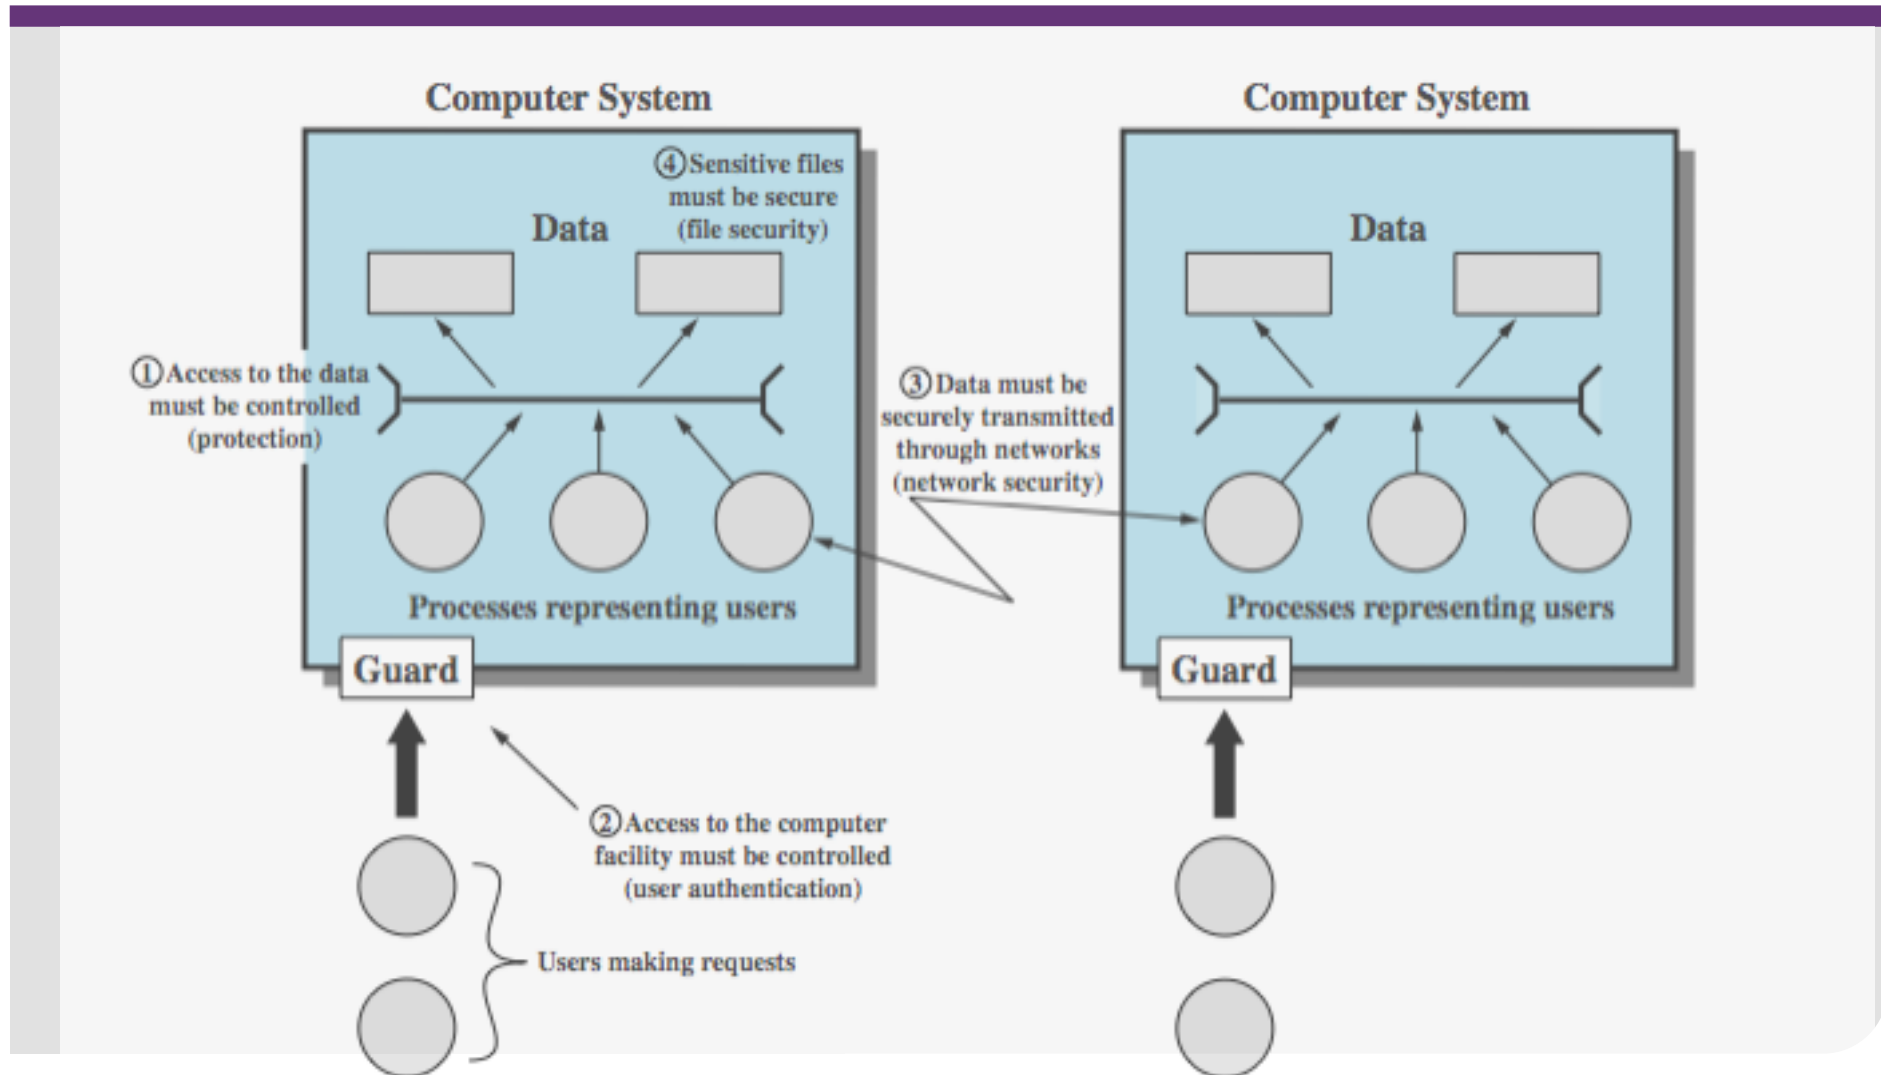 Computer System
④Sensitive files
must be secure
(file security)
Data
①Access to the data
must be controlled
(protection)
Processes representing users
Guard
③Data must be
securely transmitted
through networks
(network security)
②Access to the computer
facility must be controlled
(user authentication)
Users making requests
Computer System
Data
Processes representing users
Guard